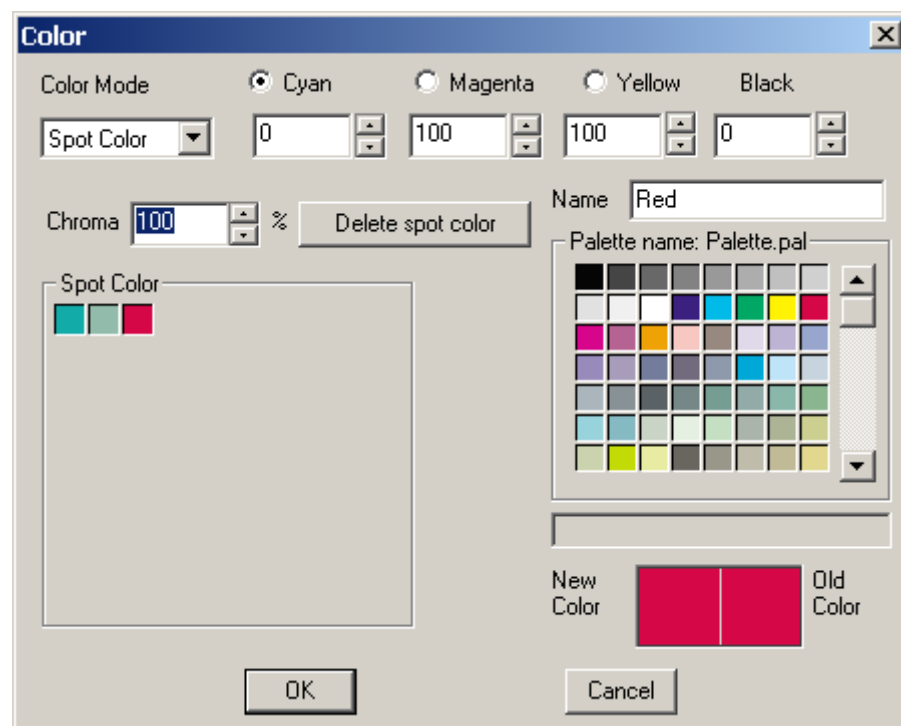 Color
Color Mode Cyan Magenta Yellow Black
Spot Color 0 100 100 0
Chroma 100 % Delete spot color
Name Red
Palette name: Palette.pal
Spot Color
New Color
Old Color
OK Cancel